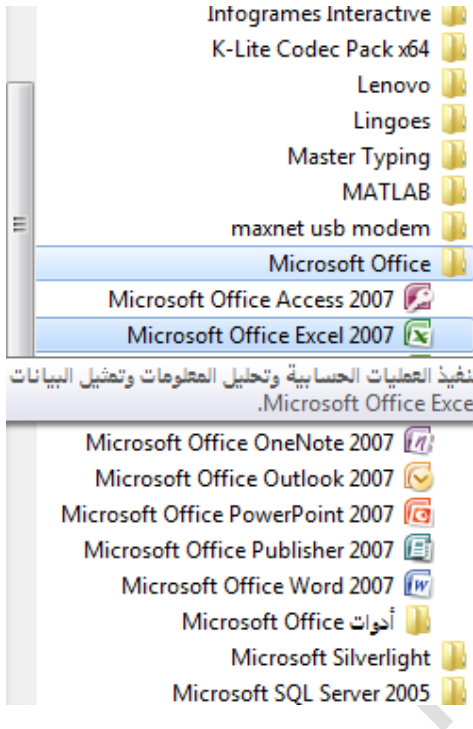 Infogrames Interactive
K-Lite Codec Pack x64
Lenovo
Lingoes
Master Typing
MATLAB
maxnet usb modem
Microsoft Office
Microsoft Office Access 2007
Microsoft Office Excel 2007
تنفيذ العمليات الحسابية وتحليل المعلومات وتمثيل البيانات
Microsoft Office Exce.
Microsoft Office OneNote 2007
Microsoft Office Outlook 2007
Microsoft Office PowerPoint 2007
Microsoft Office Publisher 2007
Microsoft Office Word 2007
أدوات Microsoft Office
Microsoft Silverlight
Microsoft SQL Server 2005